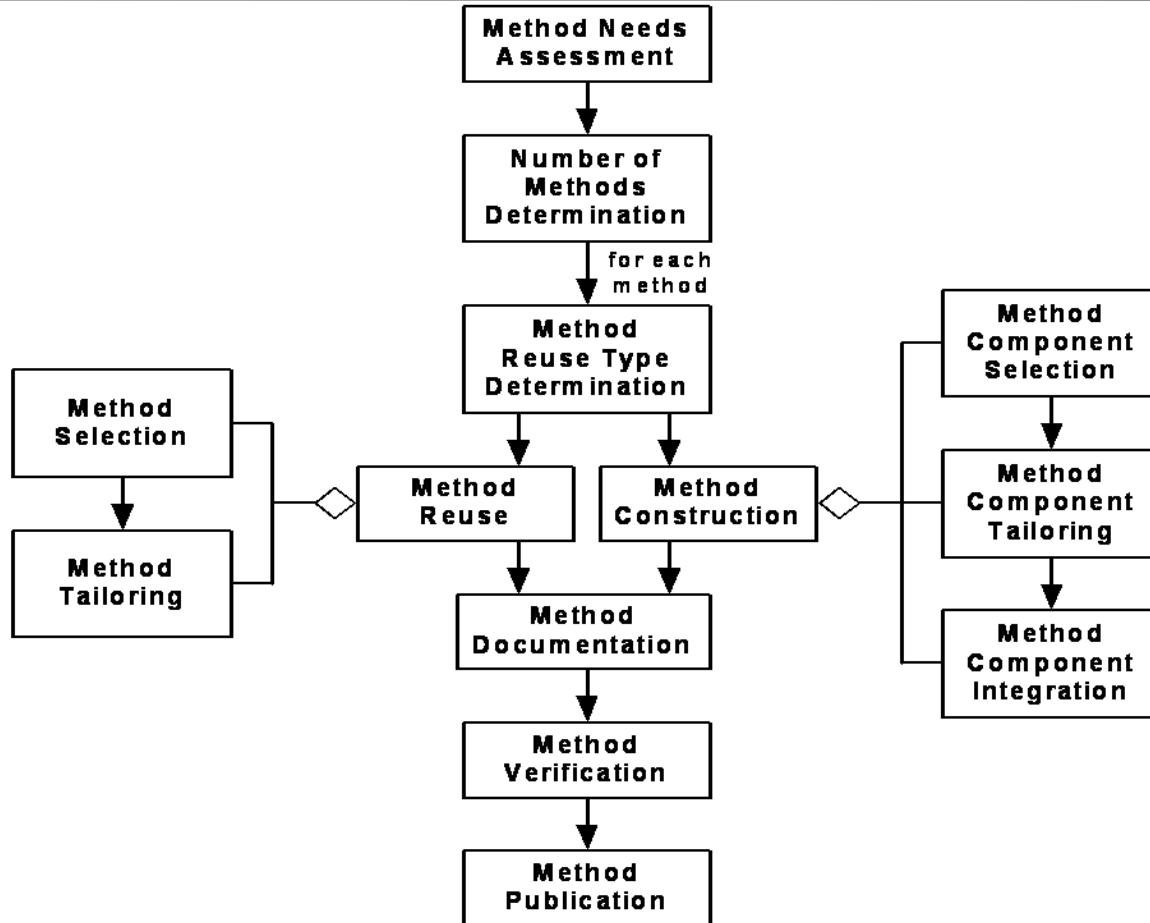 Method Needs
Assessment
Number of
Methods
Determination
for each
method
Method
Reuse Type
Determination
Method
Component
Selection
Method
Selection
Method
Reuse
Method
Construction
Method
Component
Tailoring
Method
Tailoring
Method
Documentation
Method
Component
Integration
Method
Verification
Method
Publication